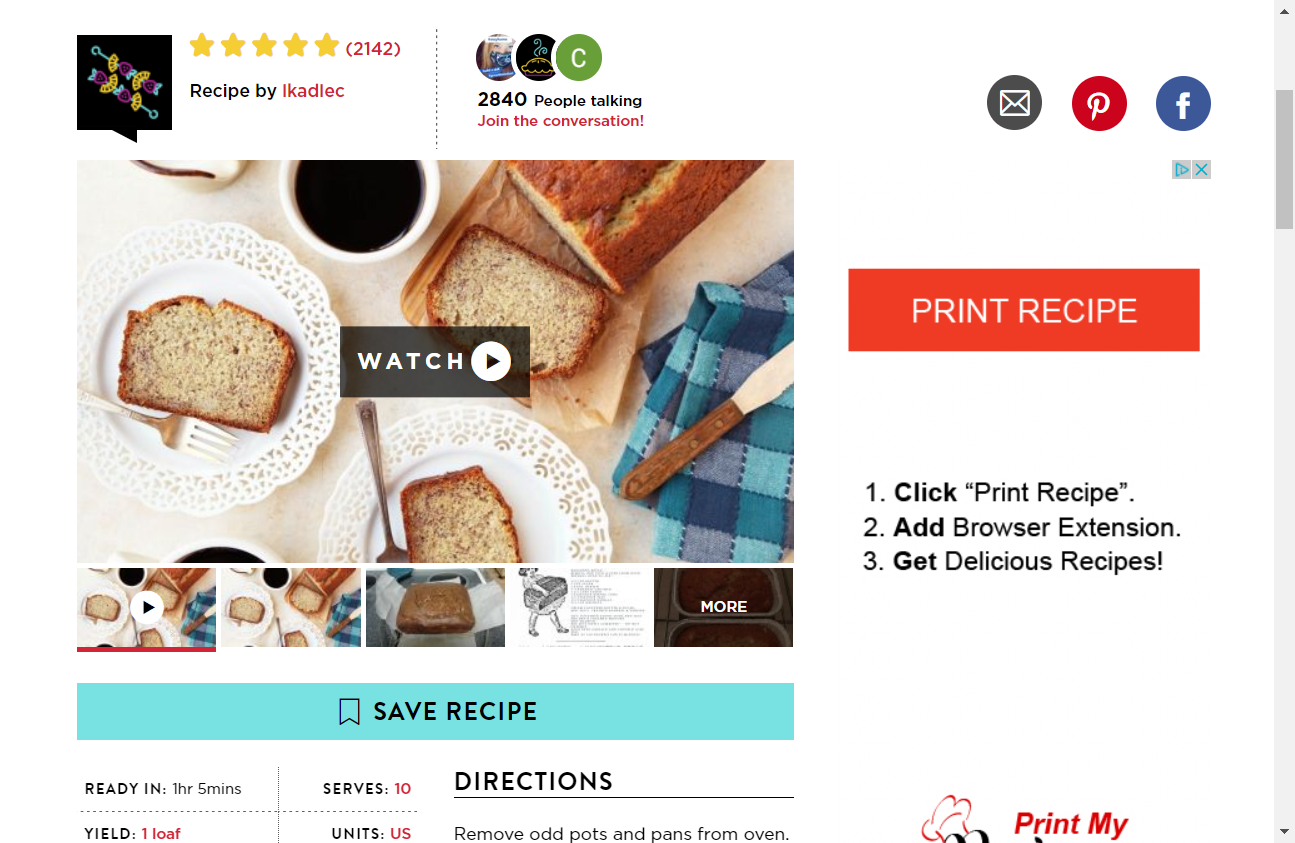 (2142)
Recipe by lkadlec
C
2840 People talking
Join the conversation!
WATCH
MORE
SAVE RECIPE
READY IN: 1hr 5mins
SERVES: 10
YIELD: 1 loaf
UNITS: US
DIRECTIONS
Remove odd pots and pans from oven.
PRINT RECIPE
1. Click “Print Recipe”.
2. Add Browser Extension.
3. Get Delicious Recipes!
Print My